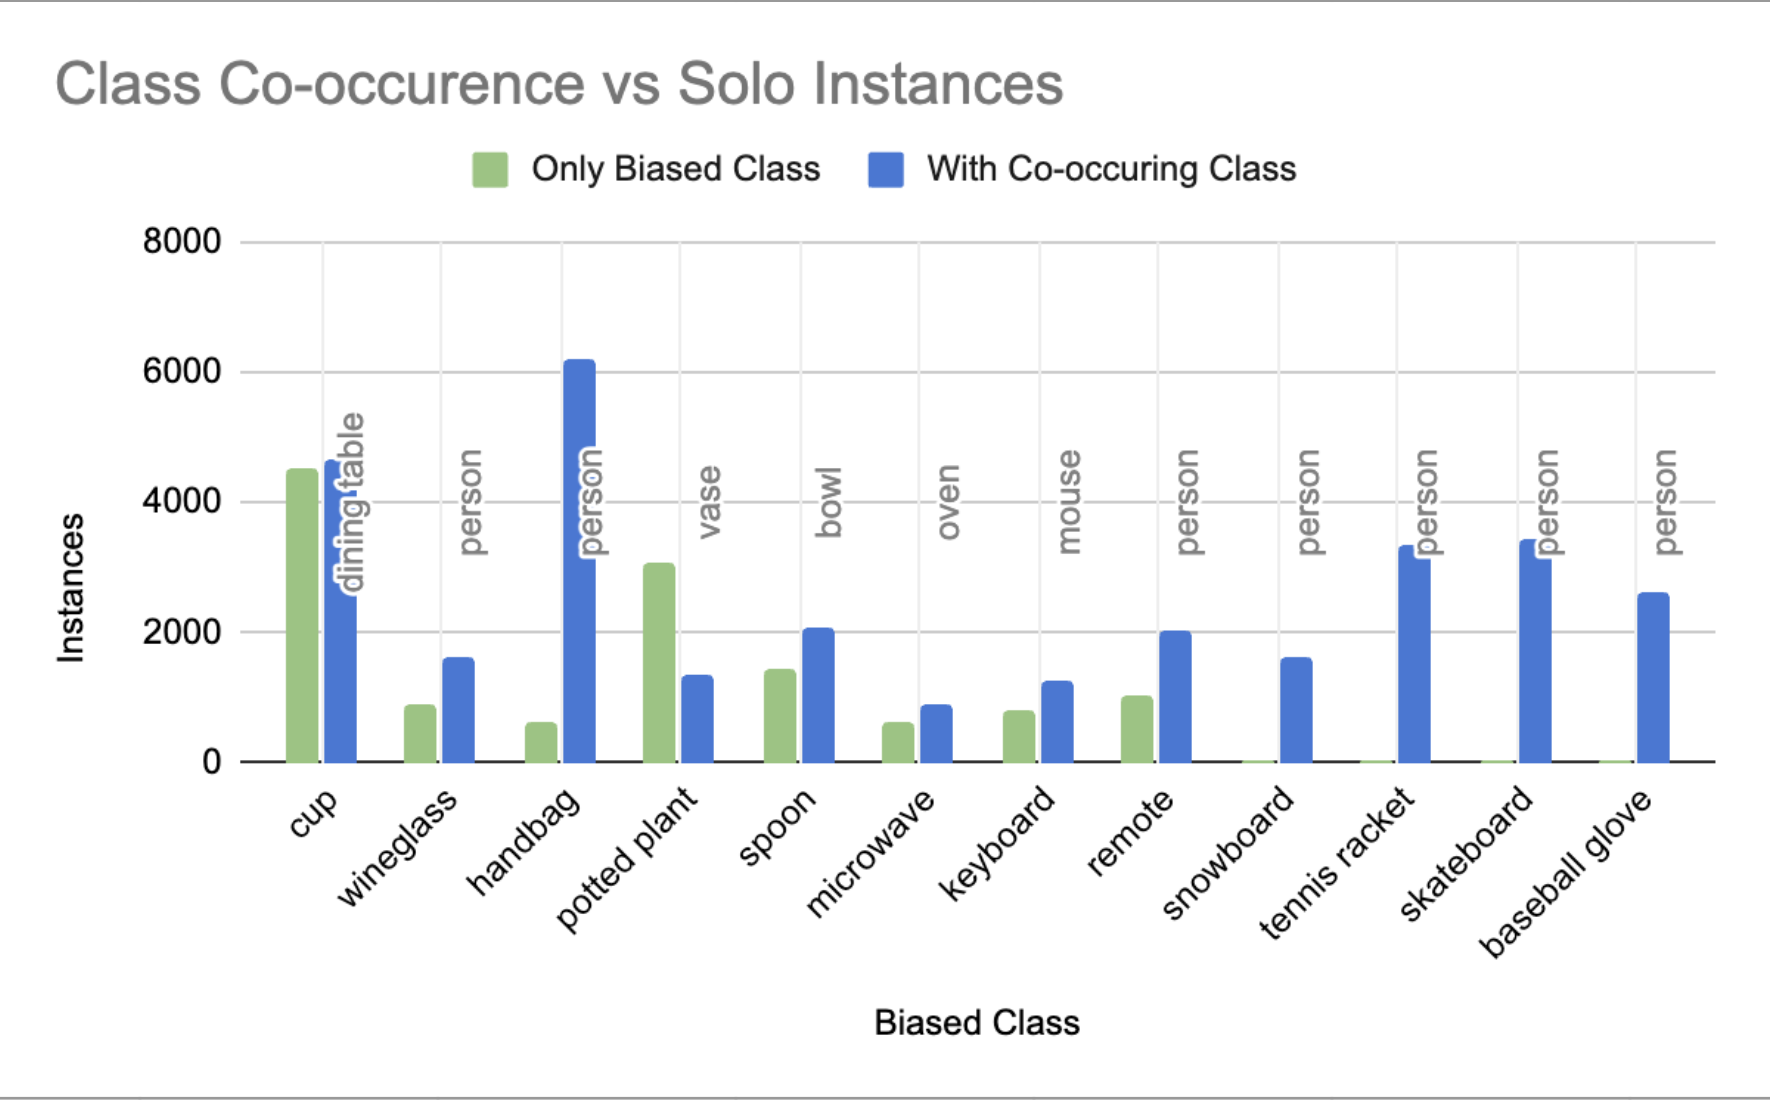 Class Co-occurence vs Solo Instances
Only Biased Class
With Co-occuring Class
8000
6000
4000
2000
0
Instances
dining table
person
person
vase
bowl
oven
mouse
person
person
person
person
person
cup
wineglass
handbag
potted plant
spoon
microwave
keyboard
remote
snowboard
tennis racket
skateboard
baseball glove
Biased Class